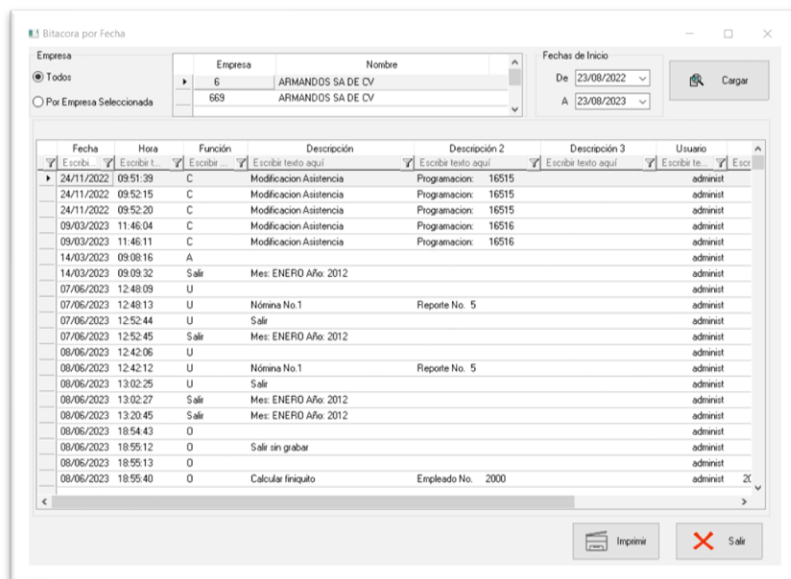 Bitacora por Fecha
Empresa
Todos
Por Empresa Seleccionada
Empresa Nombre
6 ARMANDOS SA DE CV
669 ARMANDOS SA DE CV
Fechas de Inicio
De 23/08/2022
A 23/08/2023
Cargar
Fecha Hora Función Descripción Descripción 2 Descripción 3 Usuario
Escribi... Escribir t... Escribir ... Escribir texto aquí Escribir texto aquí Escribir texto aquí Escribir te... Escr
24/11/2022 09:51:39 C Modificacion Asistencia Programacion: 16515 administ
24/11/2022 09:52:15 C Modificacion Asistencia Programacion: 16515 administ
24/11/2022 09:52:20 C Modificacion Asistencia Programacion: 16515 administ
09/03/2023 11:46:04 C Modificacion Asistencia Programacion: 16516 administ
09/03/2023 11:46:11 C Modificacion Asistencia Programacion: 16516 administ
14/03/2023 09:08:16 A administ
14/03/2023 09:09:32 Salir Mes: ENERO Año: 2012 administ
07/06/2023 12:48:09 U administ
07/06/2023 12:48:13 U Nómina No.1 Reporte No. 5 administ
07/06/2023 12:52:44 U Salir administ
07/06/2023 12:52:45 Salir Mes: ENERO Año: 2012 administ
08/06/2023 12:42:06 U administ
08/06/2023 12:42:12 U Nómina No.1 Reporte No. 5 administ
08/06/2023 13:02:25 U Salir administ
08/06/2023 13:02:27 Salir Mes: ENERO Año: 2012 administ
08/06/2023 13:20:45 Salir Mes: ENERO Año: 2012 administ
08/06/2023 18:54:43 O administ
08/06/2023 18:55:12 O Salir sin grabar administ
08/06/2023 18:55:13 O administ
08/06/2023 18:55:40 O Calcular finiquito Empleado No. 2000 administ 20
Imprimir
Salir